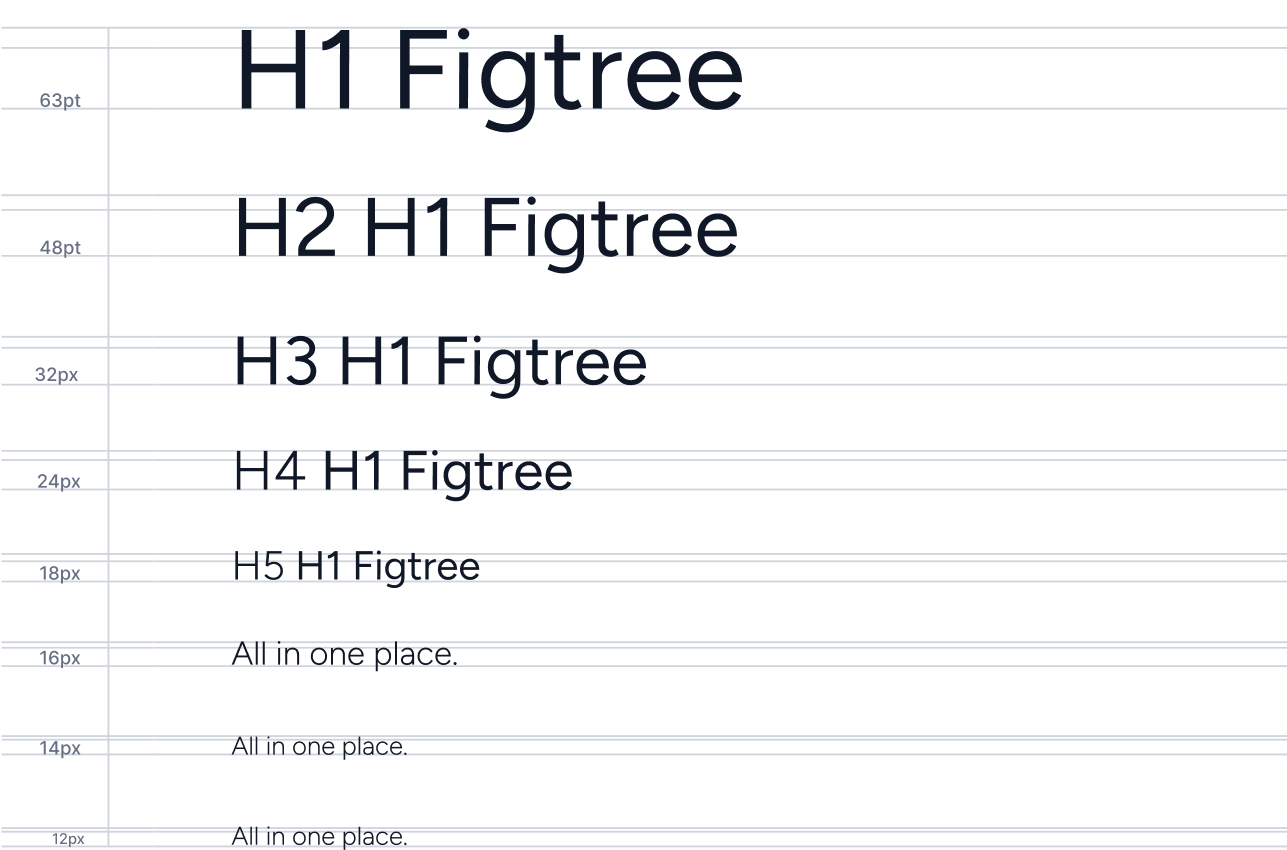 63pt H1 Figtree
48pt H2 H1 Figtree
32px H3 H1 Figtree
24px H4 H1 Figtree
18px H5 H1 Figtree
16px All in one place.
14px All in one place.
12px All in one place.